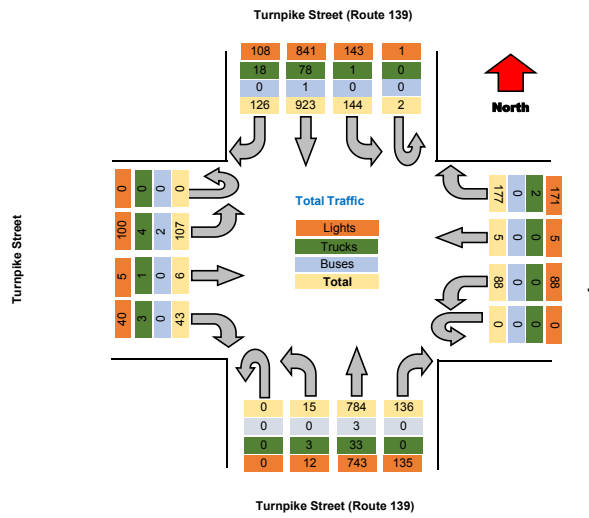 Turnpike Street (Route 139)
108 841 143 1
18 78 1 0
0 1 0 0
126 923 144 2
North
0 0 0 0
100 4 2 107
5 1 0 6
40 3 0 43
Turnpike Street
Total Traffic
Lights
Trucks
Buses
Total
177 0 2 171
5 0 0 5
88 0 0 88
0 0 0 0
0 15 784 136
0 0 3 0
0 3 33 0
0 12 743 135
Turnpike Street (Route 139)